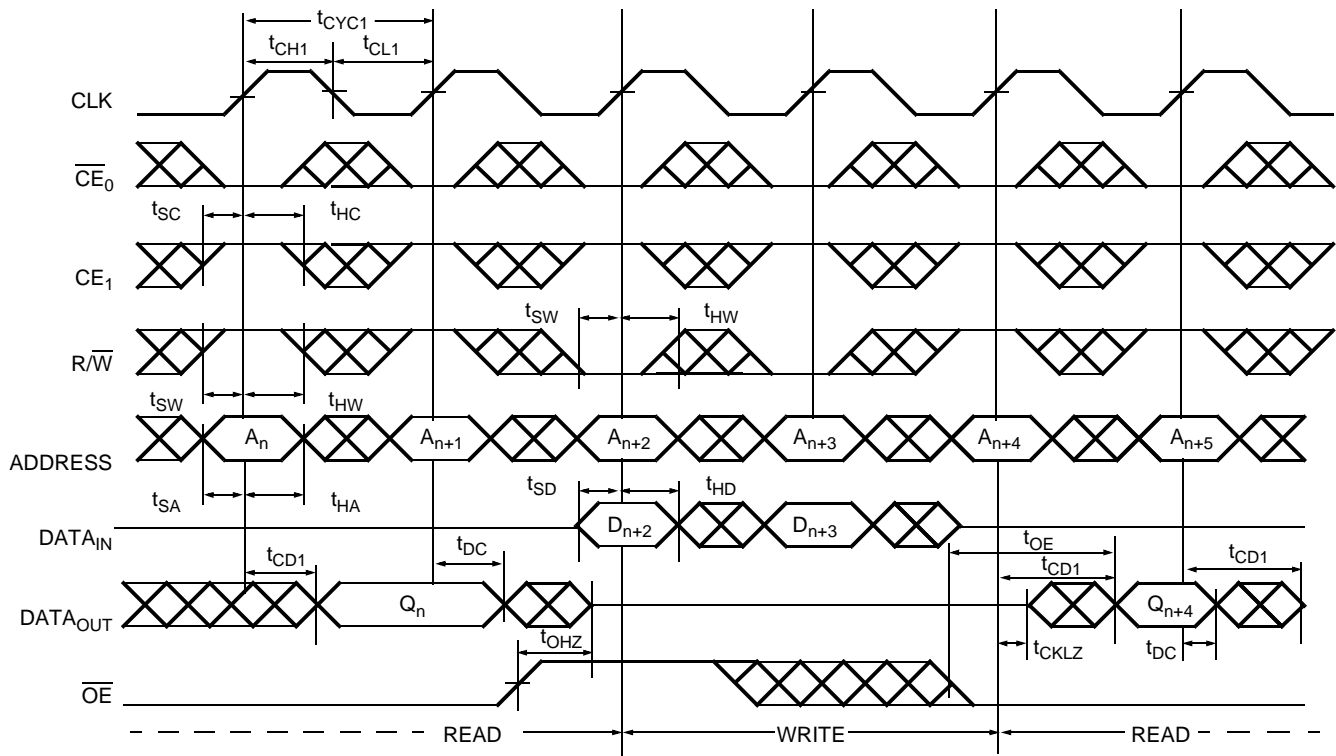 tCYC1
tCH1 tCL1
CLK
CE0
tSC tHC
CE1
tSW tHW
R/W
tSW tHW
An An+1 An+2 An+3 An+4 An+5
ADDRESS
tSA tHA tSD tHD
Dn+2 Dn+3
DATAIN
tOE
tCD1 tDC tCD1 tCD1
Qn Qn+4
DATAOUT
tOHZ tCKLZ tDC
OE
READ WRITE READ